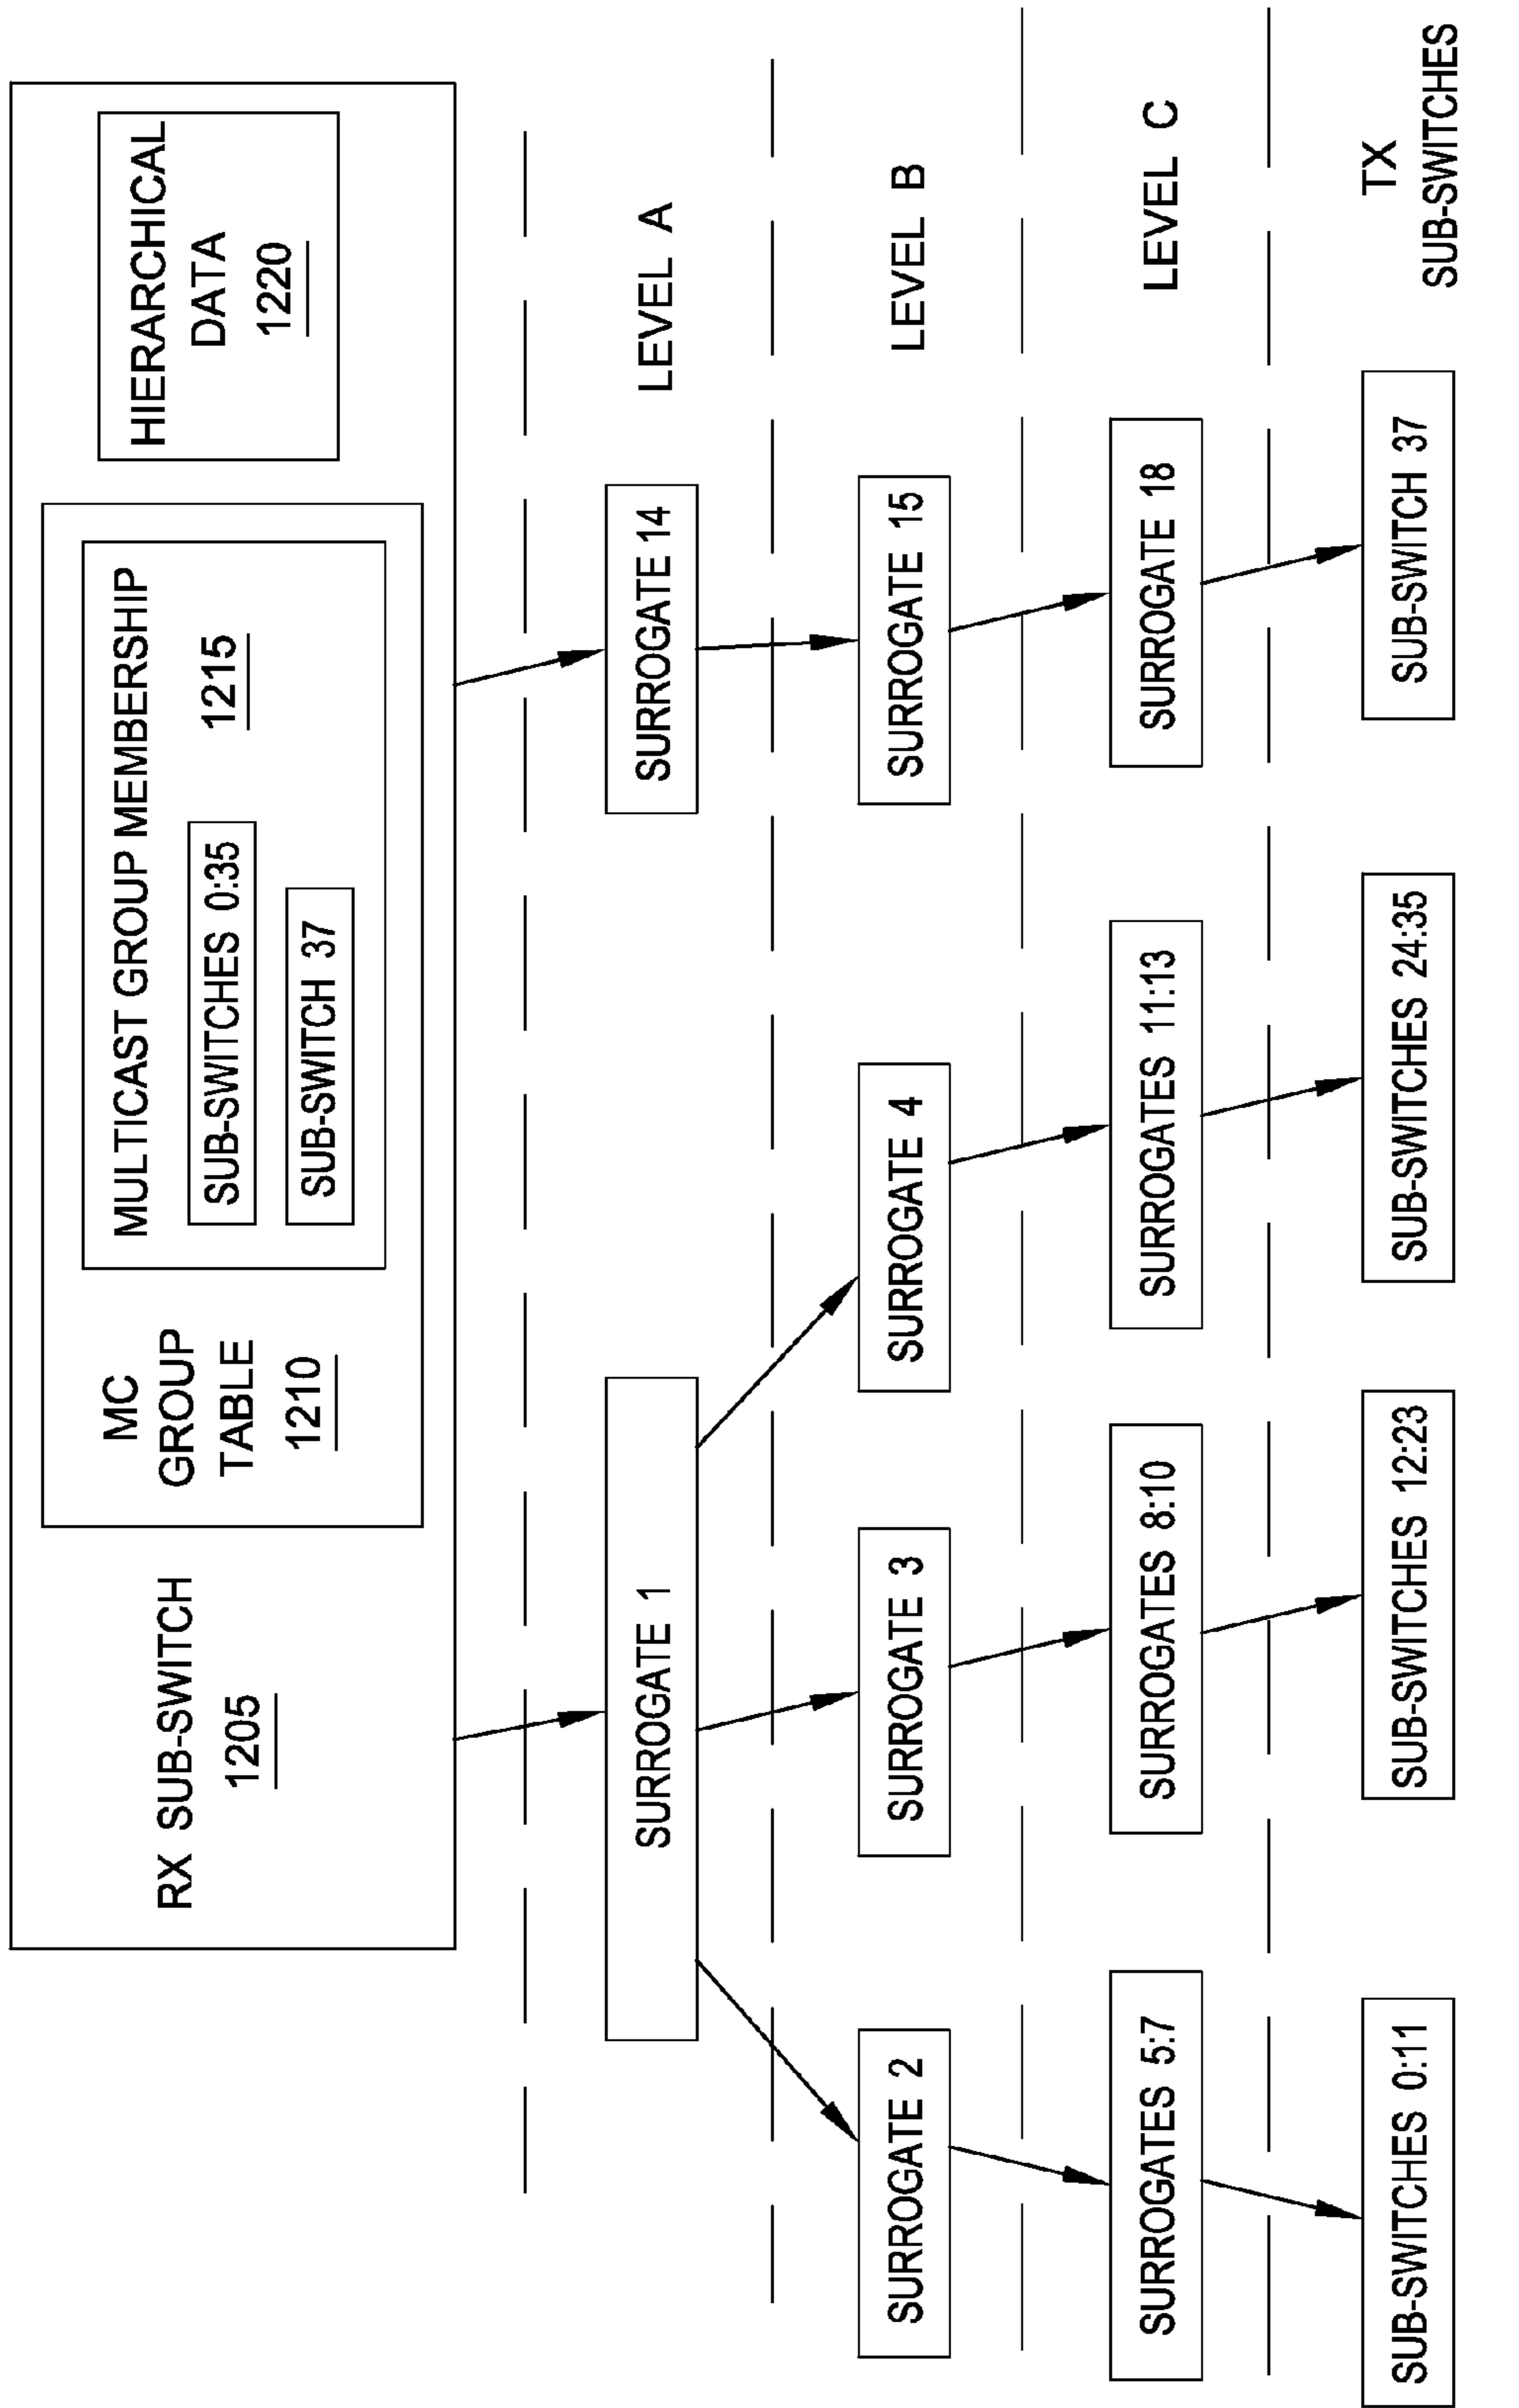 RX SUB-SWITCH
1205
MC
GROUP
TABLE
1210
MULTICAST GROUP MEMBERSHIP
1215
SUB-SWITCHES 0:35
SUB-SWITCH 37
HIERARCHICAL
DATA
1220
SURROGATE 1
SURROGATE 14
LEVEL A
SURROGATE 2
SURROGATE 3
SURROGATE 4
SURROGATE 15
LEVEL B
SURROGATES 5:7
SURROGATES 8:10
SURROGATES 11:13
SURROGATE 18
LEVEL C
SUB-SWITCHES 0:11
SUB-SWITCHES 12:23
SUB-SWITCHES 24:35
SUB-SWITCH 37
TX
SUB-SWITCHES